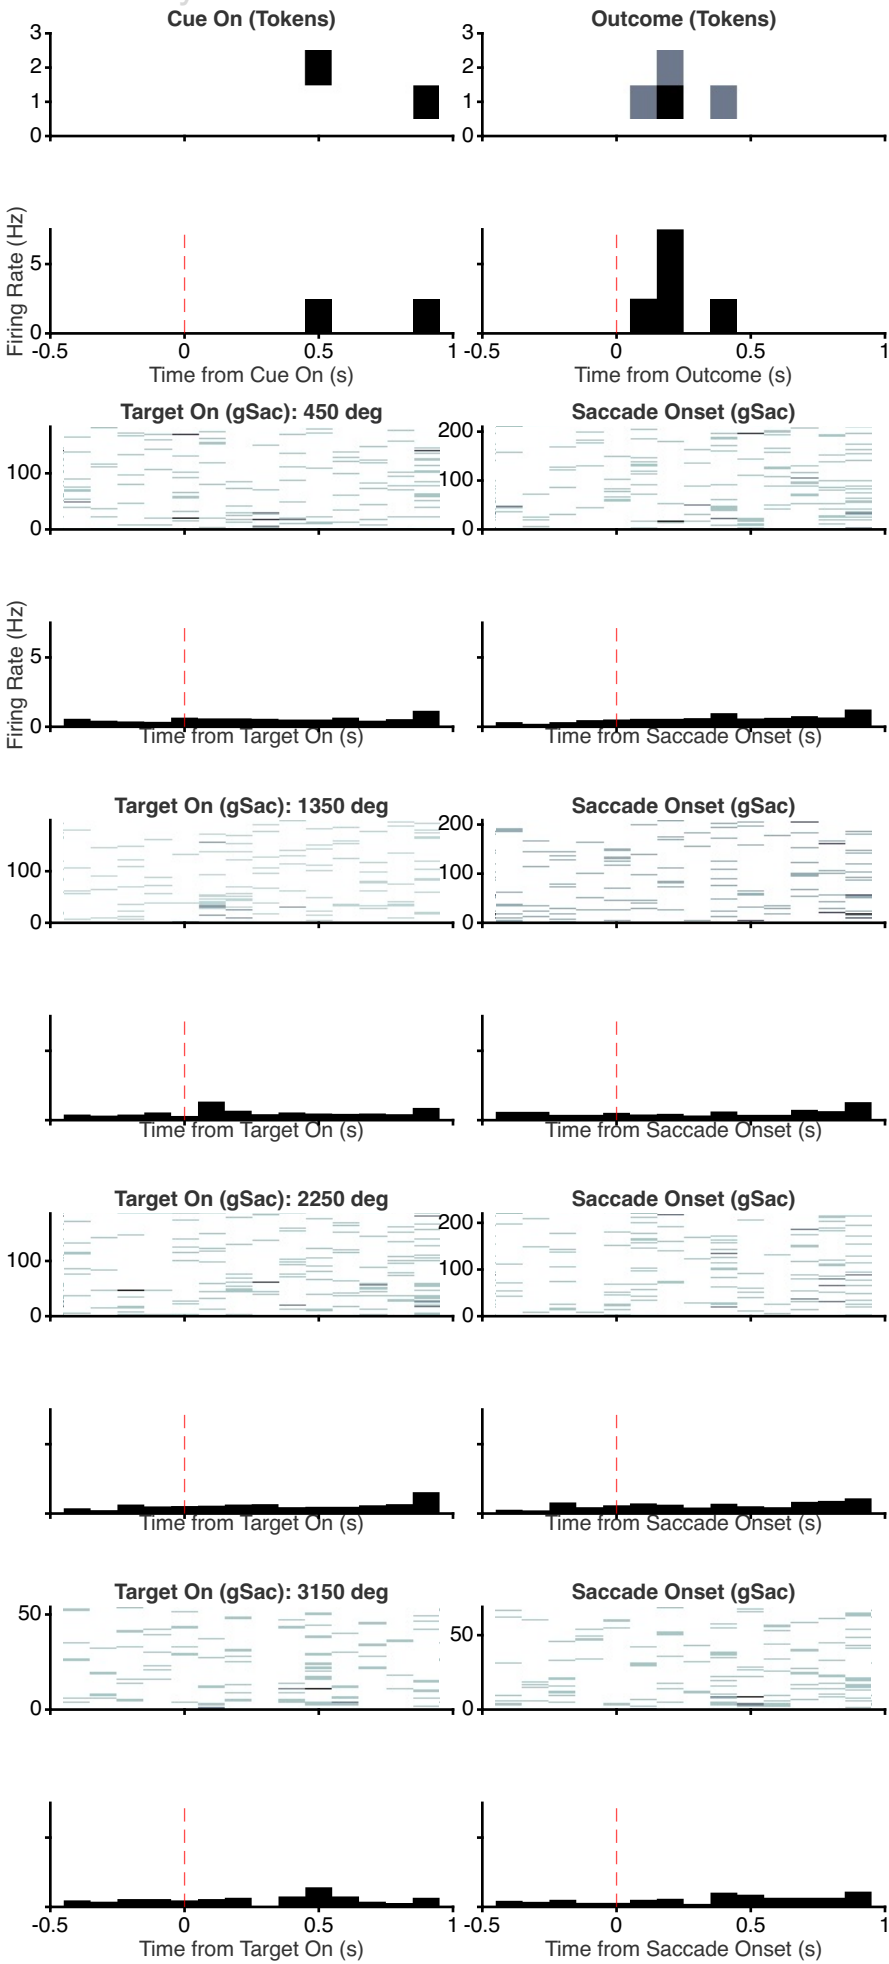 Cue On (Tokens) Outcome (Tokens)
3 3
2 2
1 1
0 0
Firing Rate (Hz)
5
0
-0.5 0 0.5 1 -0.5 0 0.5 1
Time from Cue On (s) Time from Outcome (s)
Target On (gSac): 450 deg Saccade Onset (gSac)
200
100 100
0 0
Firing Rate (Hz)
5
0
Time from Target On (s) Time from Saccade Onset (s)
Target On (gSac): 1350 deg Saccade Onset (gSac)
200
100 100
0 0
Time from Target On (s) Time from Saccade Onset (s)
Target On (gSac): 2250 deg Saccade Onset (gSac)
200
100 100
0 0
Time from Target On (s) Time from Saccade Onset (s)
Target On (gSac): 3150 deg Saccade Onset (gSac)
50 50
0 0
-0.5 0 0.5 1 -0.5 0 0.5 1
Time from Target On (s) Time from Saccade Onset (s)